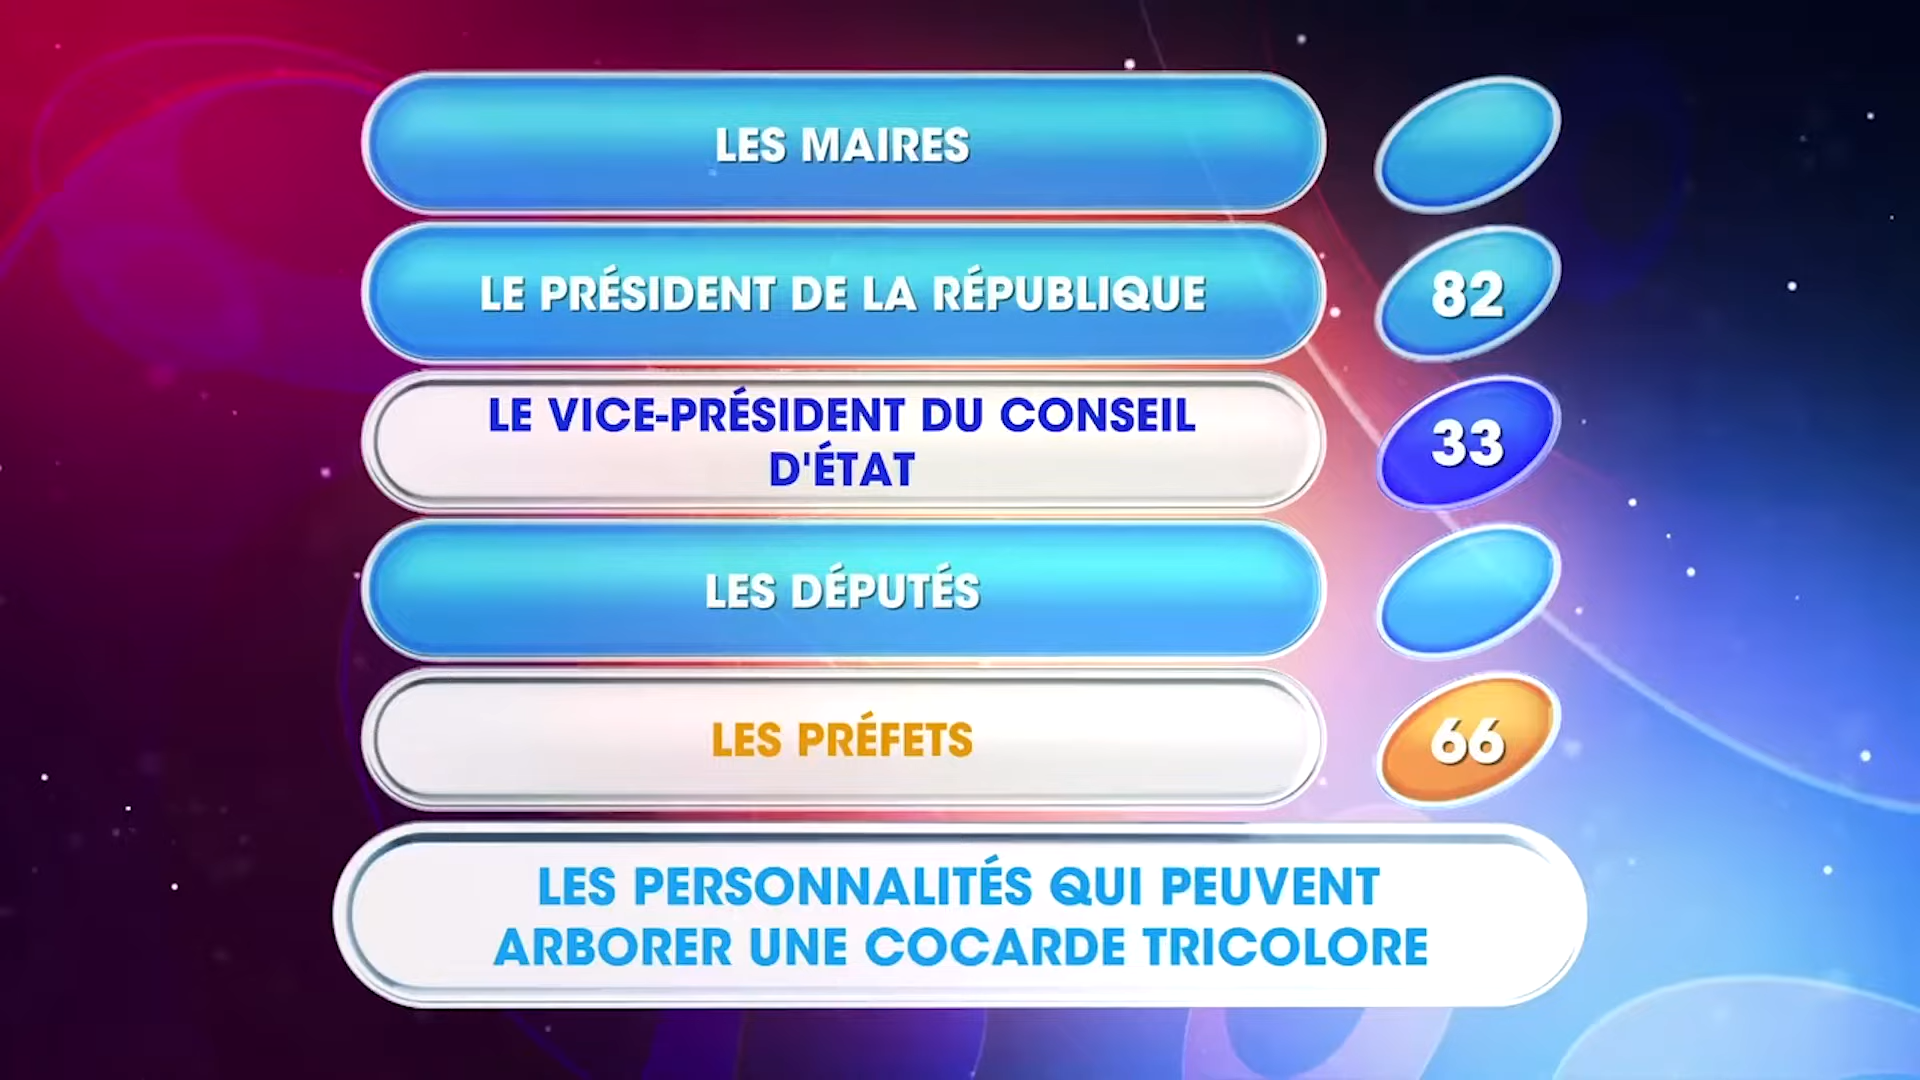 LES MAIRES
LE PRÉSIDENT DE LA RÉPUBLIQUE
82
LE VICE-PRÉSIDENT DU CONSEIL
D'ÉTAT
33
LES DÉPUTÉS
LES PRÉFETS
66
LES PERSONNALITÉS QUI PEUVENT
ARBORER UNE COCARDE TRICOLORE